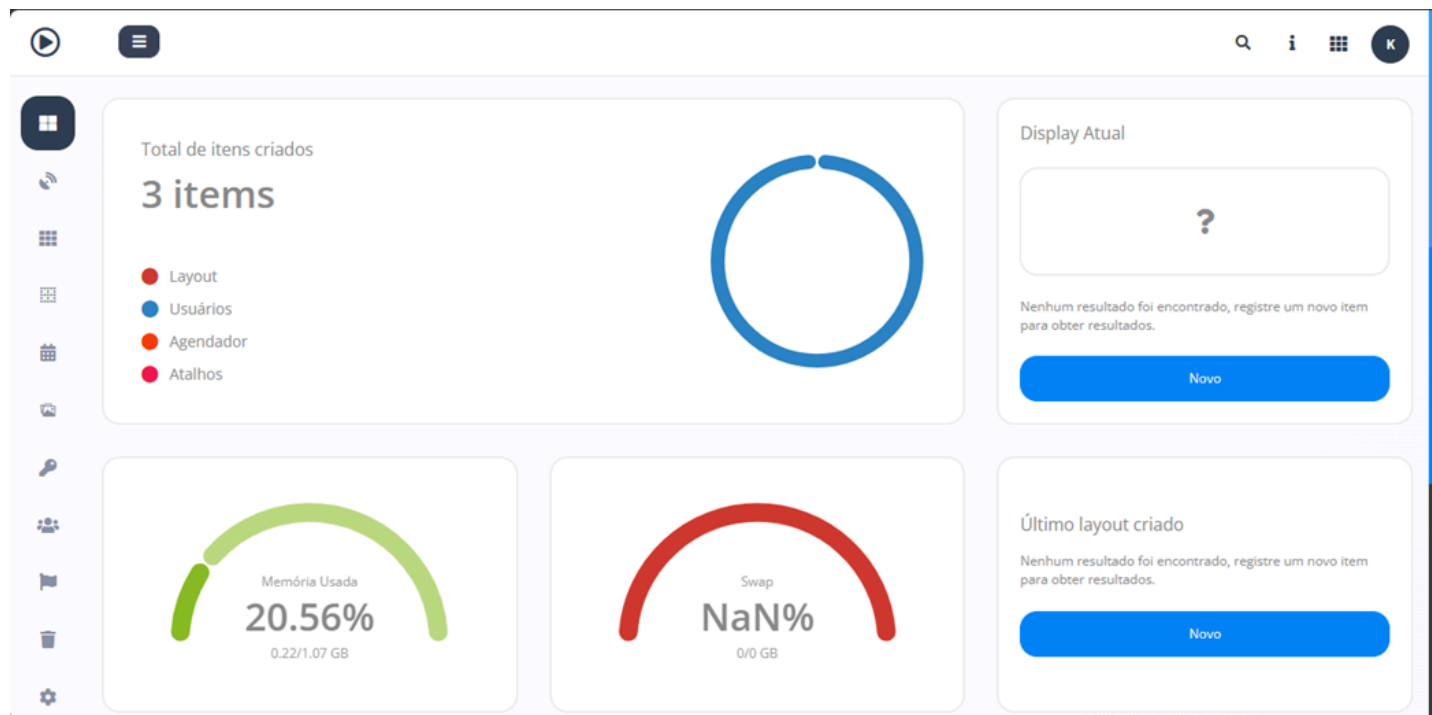 K
Total de itens criados
3 items
Layout
Usuários
Agendador
Atalhos
Display Atual
?
Nenhum resultado foi encontrado, registre um novo item
para obter resultados.
Novo
Memória Usada
20.56%
0.22/1.07 GB
Swap
NaN%
0/0 GB
Último layout criado
Nenhum resultado foi encontrado, registre um novo item
para obter resultados.
Novo